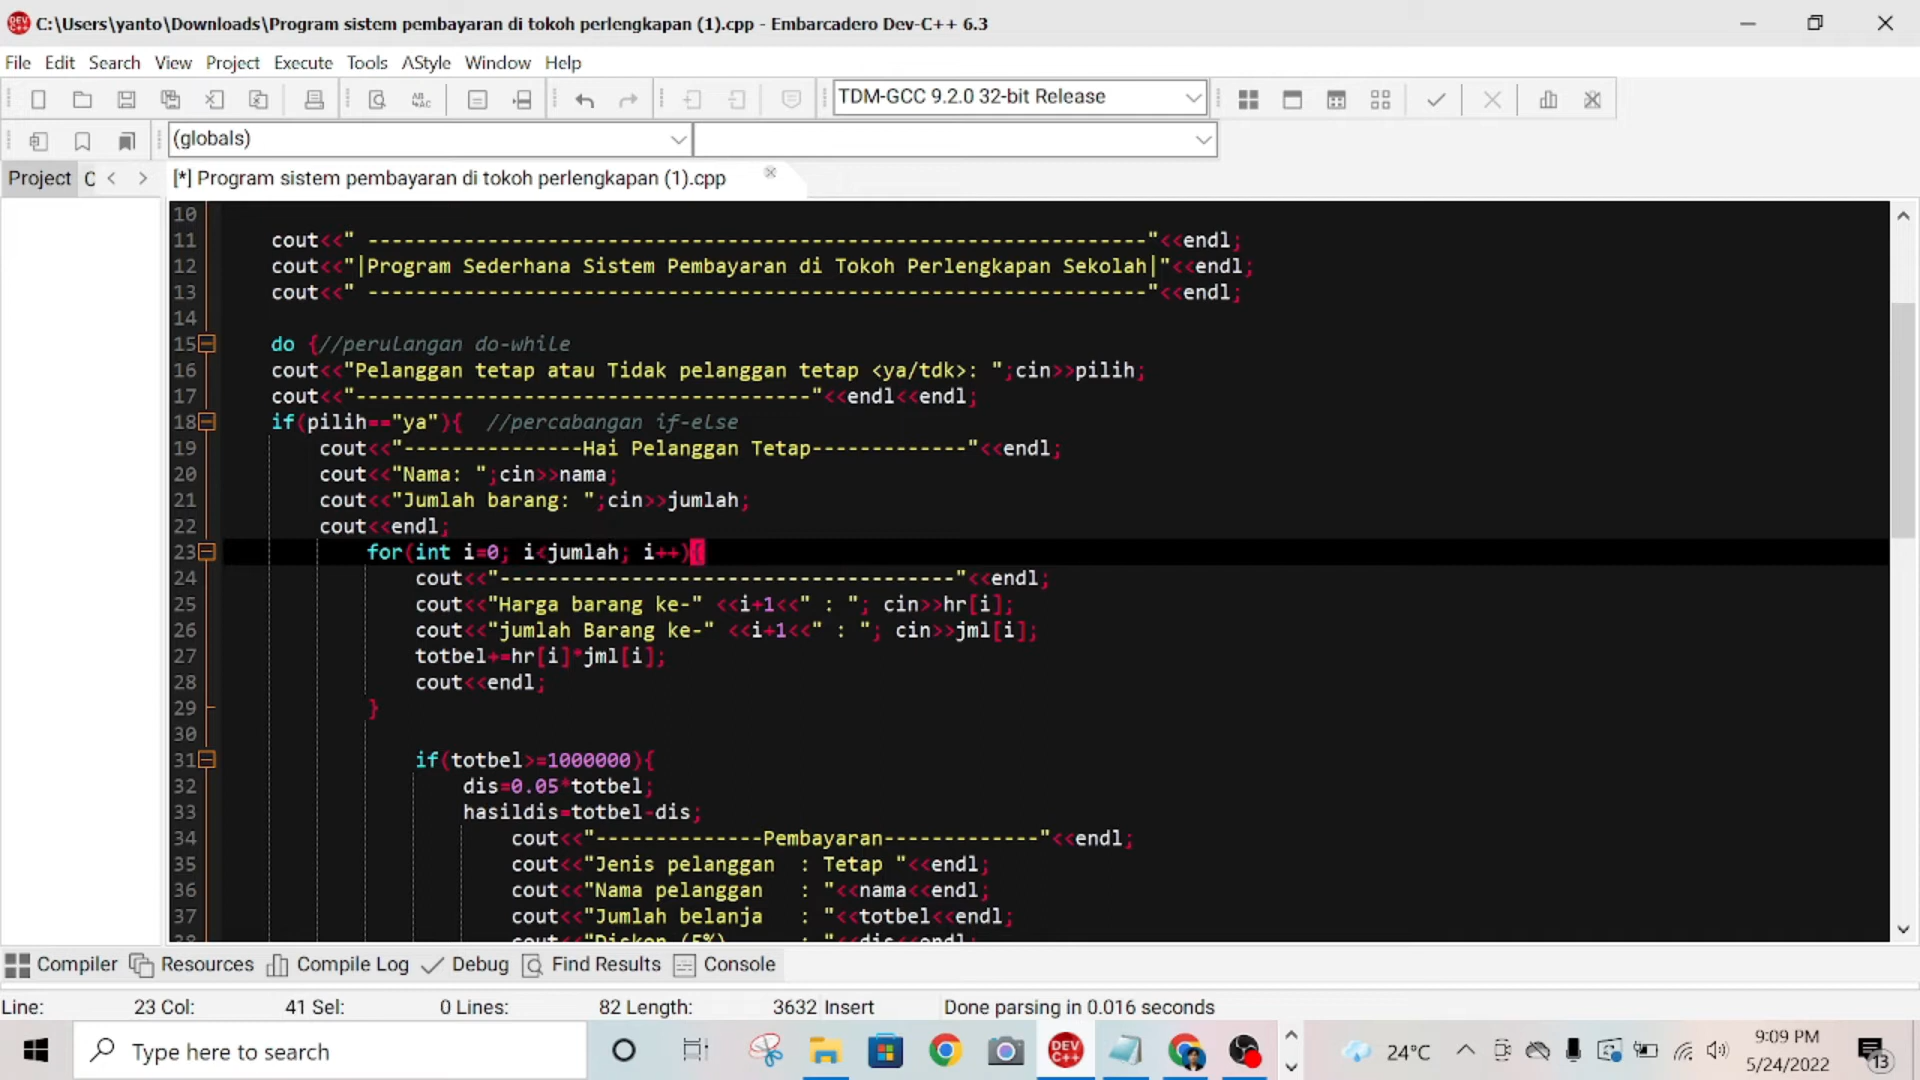 C:\Users\yanto\Downloads\Program sistem pembayaran di tokoh perlengkapan (1).cpp - Embarcadero Dev-C++ 6.3
File Edit Search View Project Execute Tools AStyle Window Help
TDM-GCC 9.2.0 32-bit Release
(globals)
Project C [*] Program sistem pembayaran di tokoh perlengkapan (1).cpp
10
11 cout<<" -----------------------------------------------------------------"<<endl;
12 cout<<"|Program Sederhana Sistem Pembayaran di Tokoh Perlengkapan Sekolah|"<<endl;
13 cout<<" -----------------------------------------------------------------"<<endl;
14
15 do {//perulangan do-while
16 cout<<"Pelanggan tetap atau Tidak pelanggan tetap <ya/tdk>: ";cin>>pilih;
17 cout<<"--------------------------------------"<<endl<<endl;
18 if(pilih=="ya"){  //percabangan if-else
19 cout<<"---------------Hai Pelanggan Tetap-------------"<<endl;
20 cout<<"Nama: ";cin>>nama;
21 cout<<"Jumlah barang: ";cin>>jumlah;
22 cout<<endl;
23 for(int i=0; i<jumlah; i++){
24 cout<<"--------------------------------------"<<endl;
25 cout<<"Harga barang ke-" <<i+1<<" : "; cin>>hr[i];
26 cout<<"jumlah Barang ke-" <<i+1<<" : "; cin>>jml[i];
27 totbel+=hr[i]*jml[i];
28 cout<<endl;
29 }
30
31 if(totbel>=1000000){
32 dis=0.05*totbel;
33 hasildis=totbel-dis;
34 cout<<"--------------Pembayaran-------------"<<endl;
35 cout<<"Jenis pelanggan  : Tetap "<<endl;
36 cout<<"Nama pelanggan   : "<<nama<<endl;
37 cout<<"Jumlah belanja   : "<<totbel<<endl;
38 cout<<"Diskon (5%)      : "<<dis<<endl;
Compiler Resources Compile Log Debug Find Results Console
Line: 23 Col: 41 Sel: 0 Lines: 82 Length: 3632 Insert Done parsing in 0.016 seconds
Type here to search
DEV C++
24°C
9:09 PM
5/24/2022
13